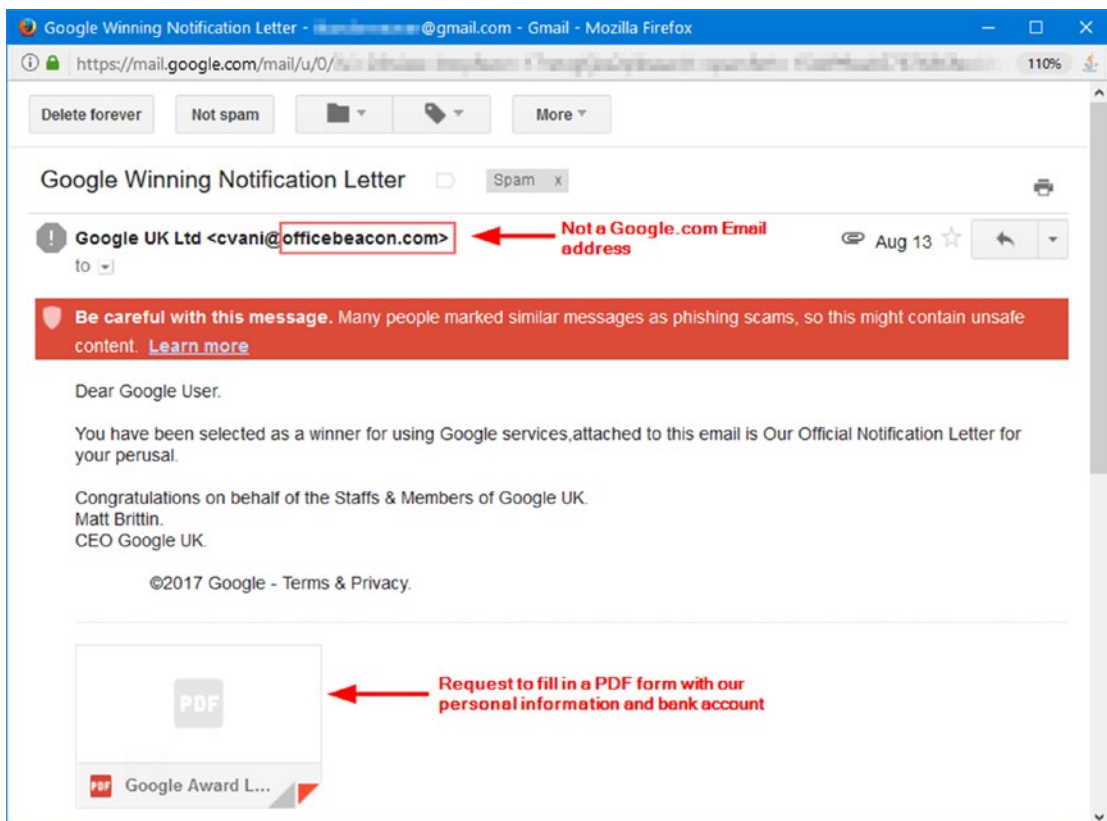 Google Winning Notification Letter - @gmail.com - Gmail - Mozilla Firefox
https://mail.google.com/mail/u/0/ 110%
Delete forever Not spam More
Google Winning Notification Letter Spam x
Google UK Ltd <cvani@officebeacon.com> Not a Google.com Email
address
Aug 13
to
Be careful with this message. Many people marked similar messages as phishing scams, so this might contain unsafe
content. Learn more
Dear Google User.
You have been selected as a winner for using Google services,attached to this email is Our Official Notification Letter for
your perusal.
Congratulations on behalf of the Staffs & Members of Google UK.
Matt Brittin.
CEO Google UK.
©2017 Google - Terms & Privacy.
PDF
Request to fill in a PDF form with our
personal information and bank account
PDF Google Award L...